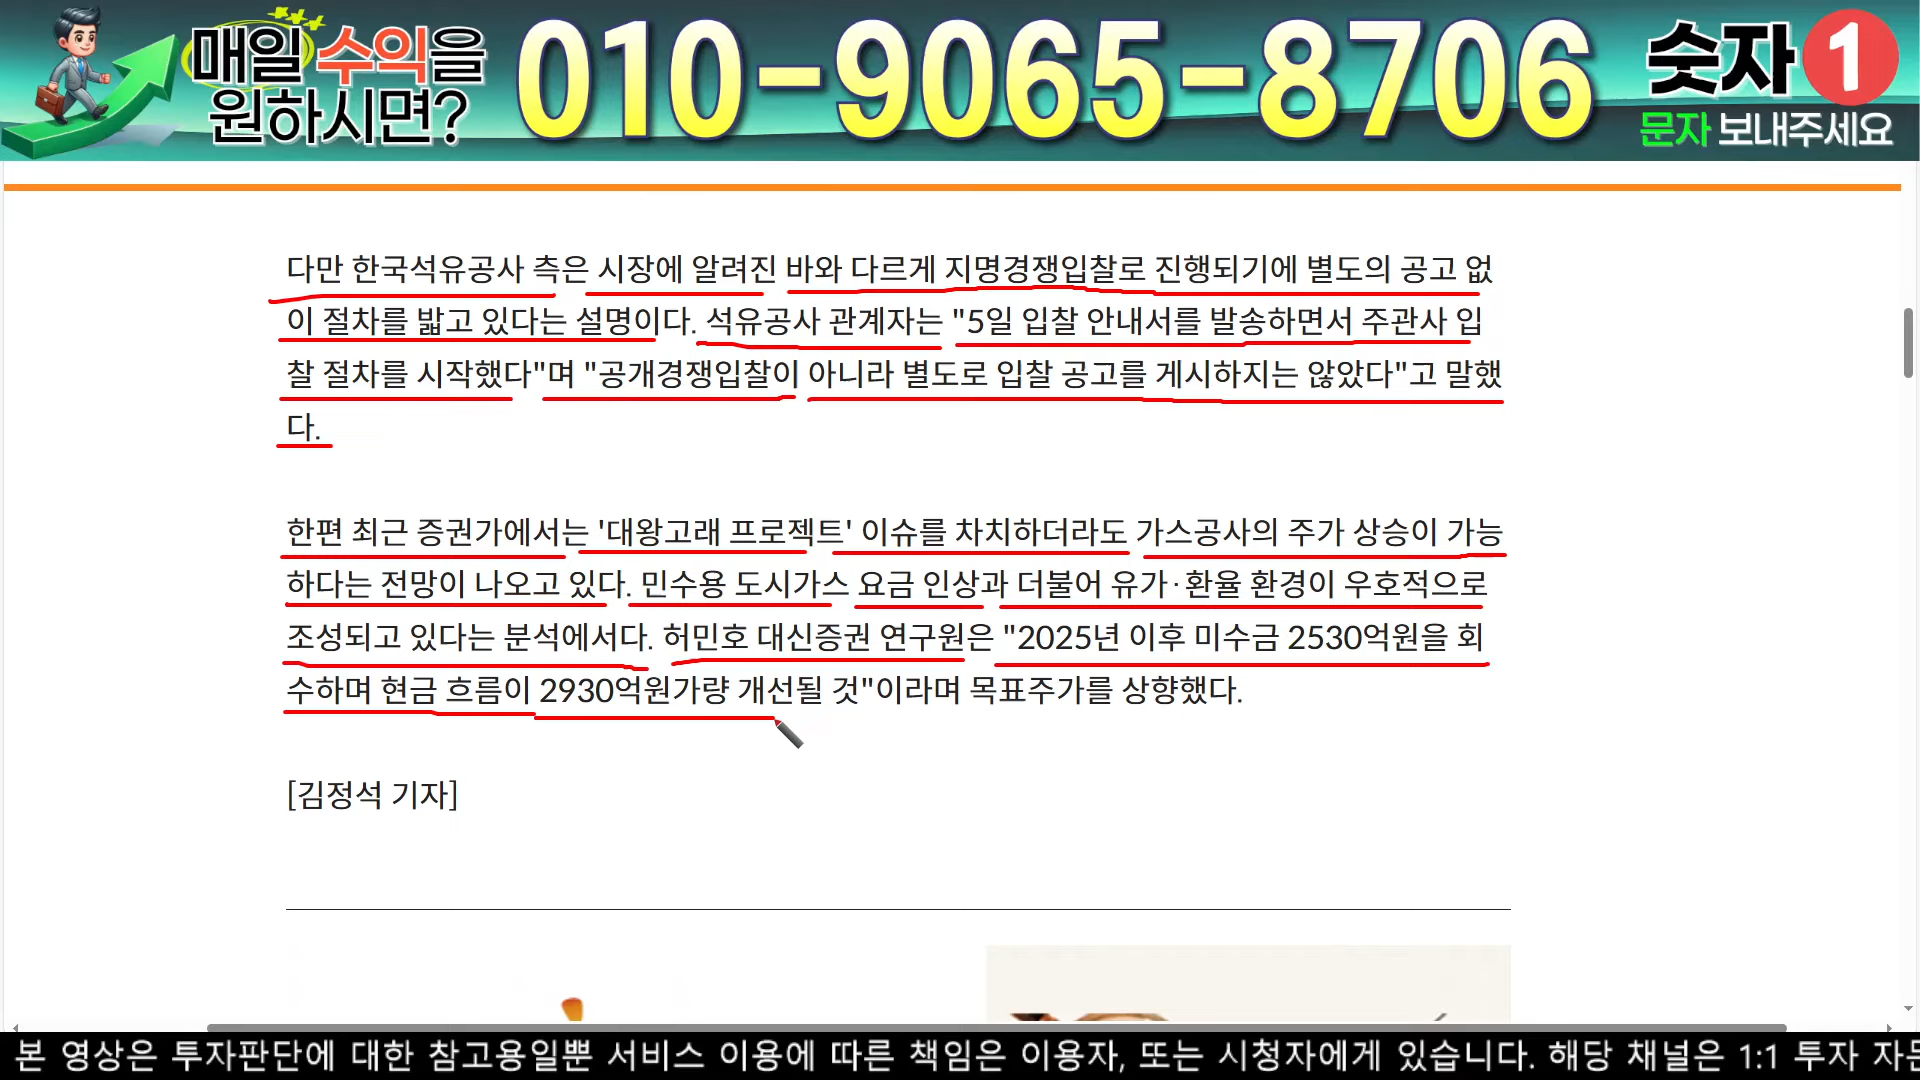 매일 수익을
원하시면?
010-9065-8706
숫자 1
문자 보내주세요
다만 한국석유공사 측은 시장에 알려진 바와 다르게 지명경쟁입찰로 진행되기에 별도의 공고 없
이 절차를 밟고 있다는 설명이다. 석유공사 관계자는 "5일 입찰 안내서를 발송하면서 주관사 입
찰 절차를 시작했다"며 "공개경쟁입찰이 아니라 별도로 입찰 공고를 게시하지는 않았다"고 말했
다.
한편 최근 증권가에서는 '대왕고래 프로젝트' 이슈를 차치하더라도 가스공사의 주가 상승이 가능
하다는 전망이 나오고 있다. 민수용 도시가스 요금 인상과 더불어 유가·환율 환경이 우호적으로
조성되고 있다는 분석에서다. 허민호 대신증권 연구원은 "2025년 이후 미수금 2530억원을 회
수하며 현금 흐름이 2930억원가량 개선될 것"이라며 목표주가를 상향했다.
[김정석 기자]
본 영상은 투자판단에 대한 참고용일뿐 서비스 이용에 따른 책임은 이용자, 또는 시청자에게 있습니다. 해당 채널은 1:1 투자